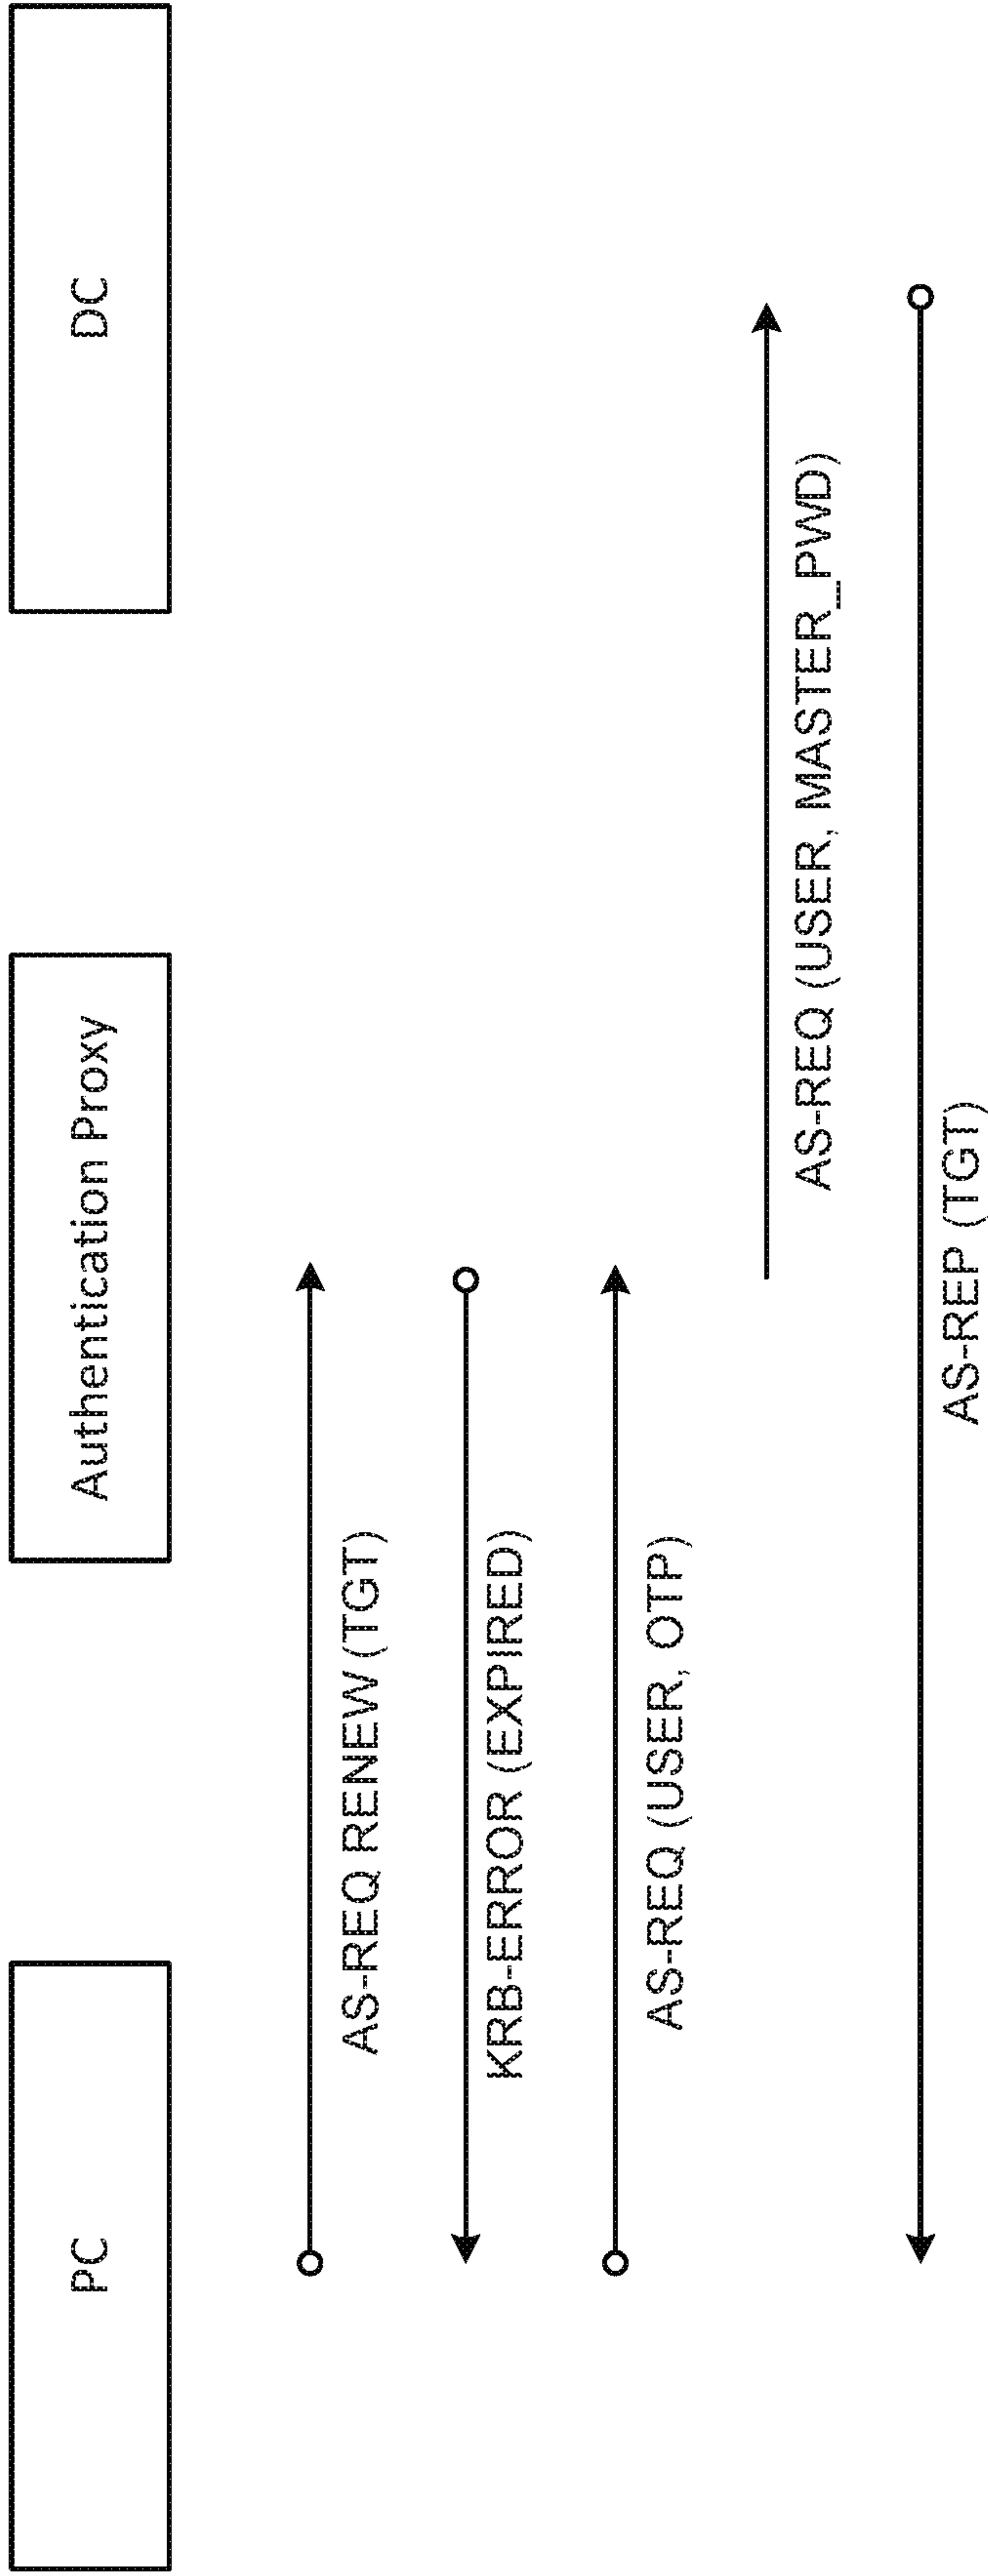 PC
Authentication Proxy
DC
AS-REQ RENEW (TGT)
KRB-ERROR (EXPIRED)
AS-REQ (USER, OTP)
AS-REQ (USER, MASTER_PWD)
AS-REP (TGT)